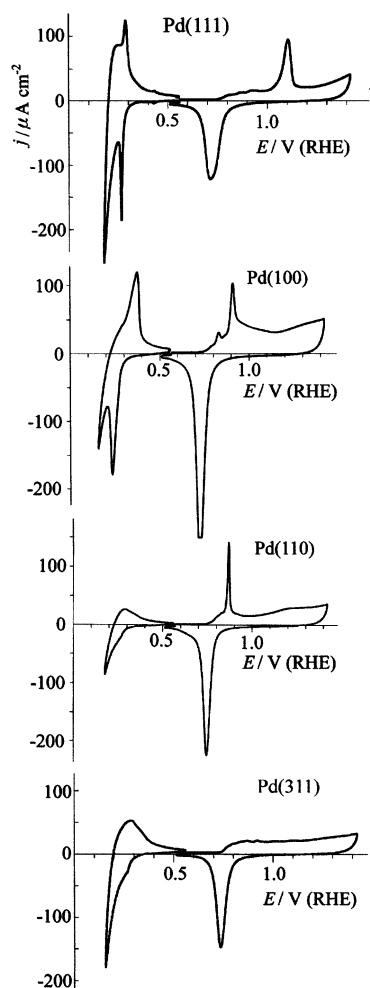 Pd(111)
j / μA cm⁻²
100
0
-100
-200
0.5
1.0
E / V (RHE)
Pd(100)
100
0
-100
-200
0.5
1.0
E / V (RHE)
Pd(110)
100
0
-100
-200
0.5
1.0
E / V (RHE)
Pd(311)
100
0
-100
-200
0.5
1.0
E / V (RHE)